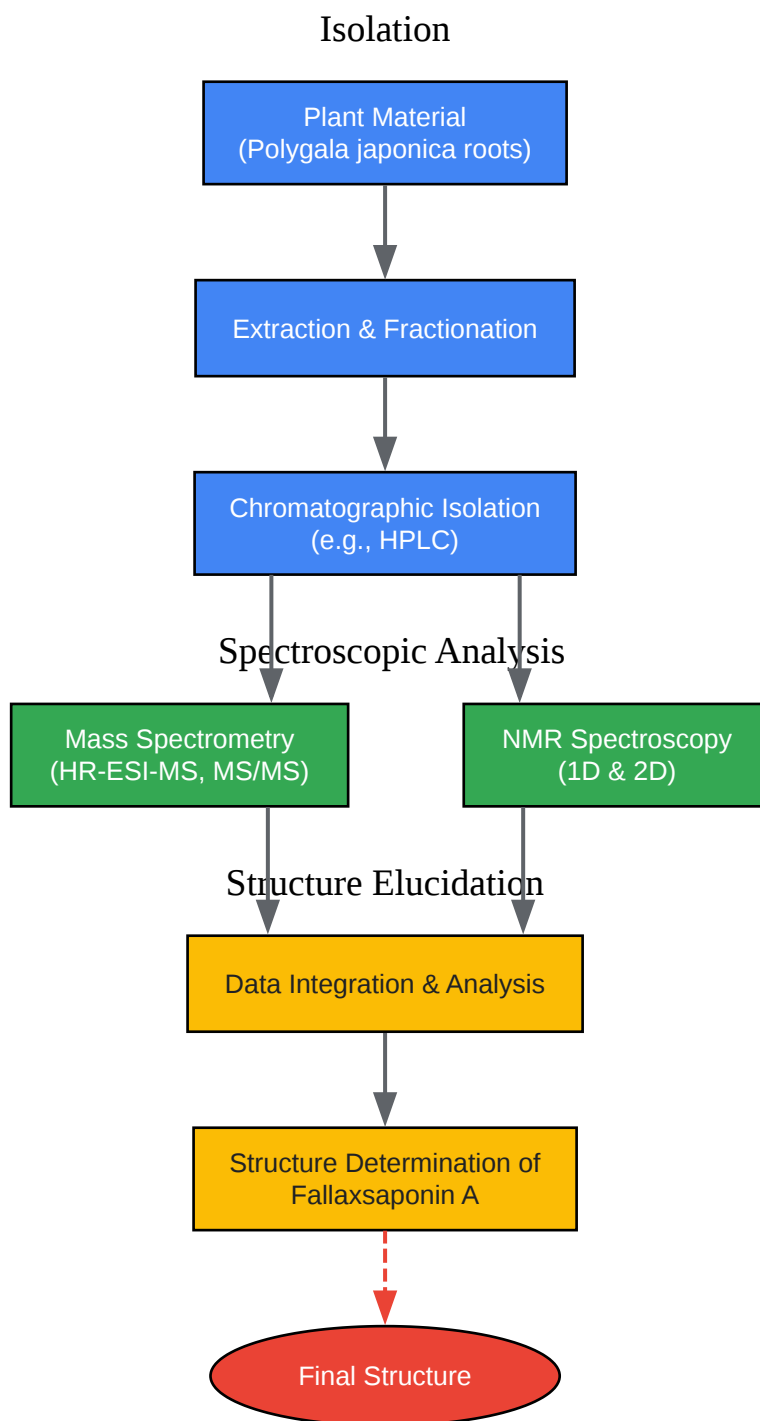 Isolation
Plant Material
(Polygala japonica roots)
Extraction & Fractionation
Chromatographic Isolation
(e.g., HPLC)
Spectroscopic Analysis
Mass Spectrometry
(HR-ESI-MS, MS/MS)
NMR Spectroscopy
(1D & 2D)
Structure Elucidation
Data Integration & Analysis
Structure Determination of
Fallaxsaponin A
Final Structure